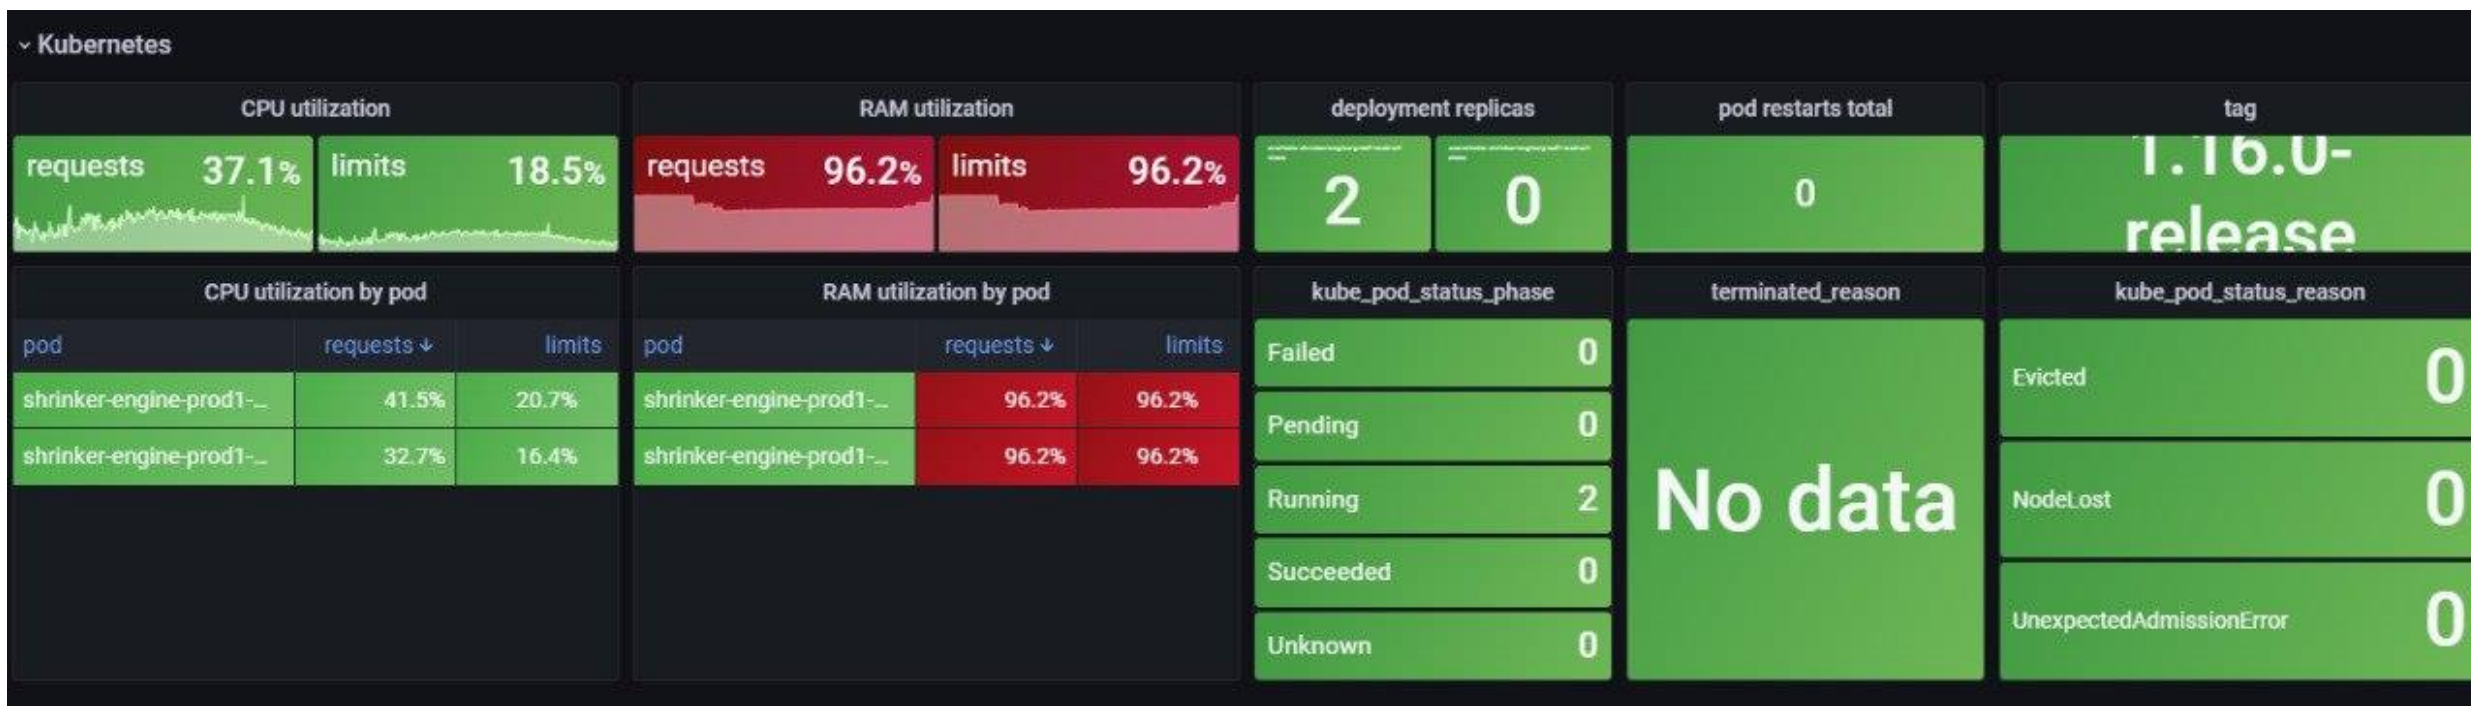 Kubernetes
CPU utilization
requests 37.1%
limits 18.5%
RAM utilization
requests 96.2%
limits 96.2%
deployment replicas
2
0
pod restarts total
0
tag
1.16.0-
release
CPU utilization by pod
pod requests limits
shrinker-engine-prod1-... 41.5% 20.7%
shrinker-engine-prod1-... 32.7% 16.4%
RAM utilization by pod
pod requests limits
shrinker-engine-prod1-... 96.2% 96.2%
shrinker-engine-prod1-... 96.2% 96.2%
kube_pod_status_phase
Failed 0
Pending 0
Running 2
Succeeded 0
Unknown 0
terminated_reason
No data
kube_pod_status_reason
Evicted 0
NodeLost 0
UnexpectedAdmissionError 0